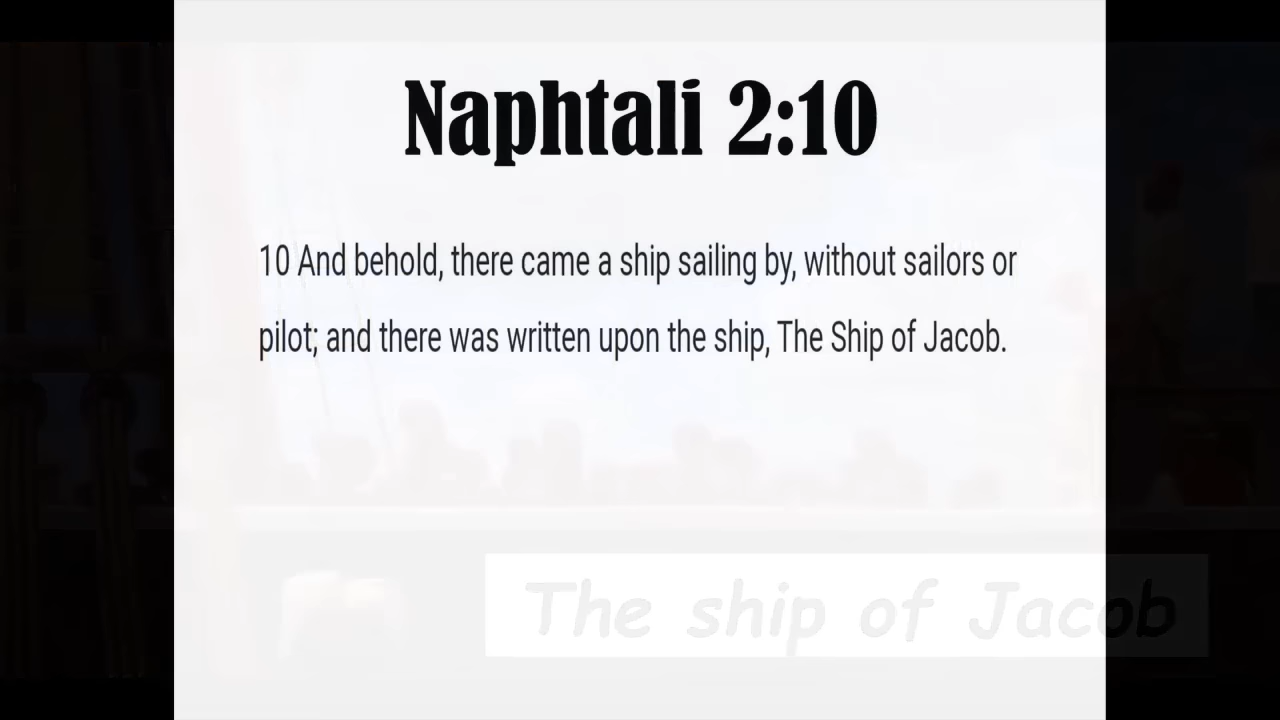 Naphtali 2:10
10 And behold, there came a ship sailing by, without sailors or
pilot; and there was written upon the ship, The Ship of Jacob.
The ship of Jacob